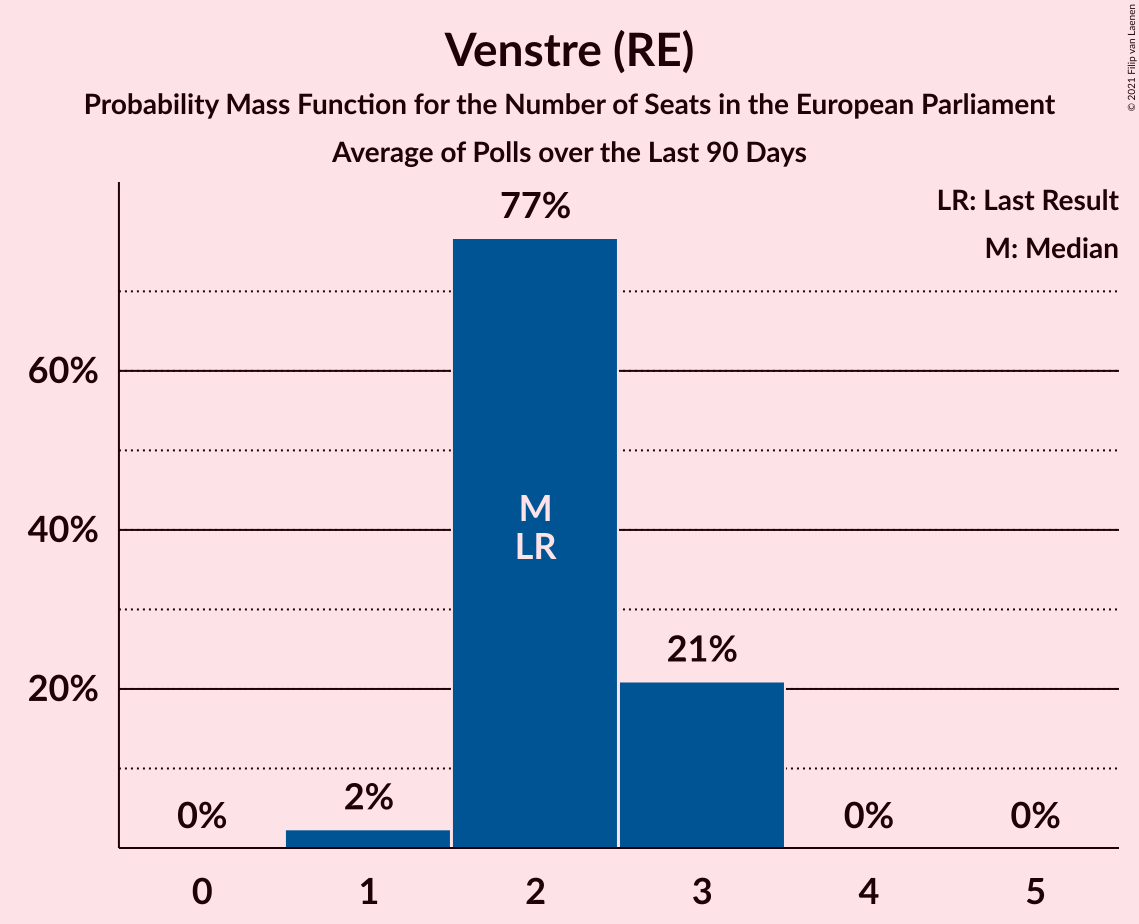 Venstre (RE)
Probability Mass Function for the Number of Seats in the European Parliament
Average of Polls over the Last 90 Days
© 2021 Filip van Laenen
LR: Last Result
M: Median
77%
60%
M
40%
LR
21%
20%
2%
0%
0%
0%
0 1 2 3 4 5